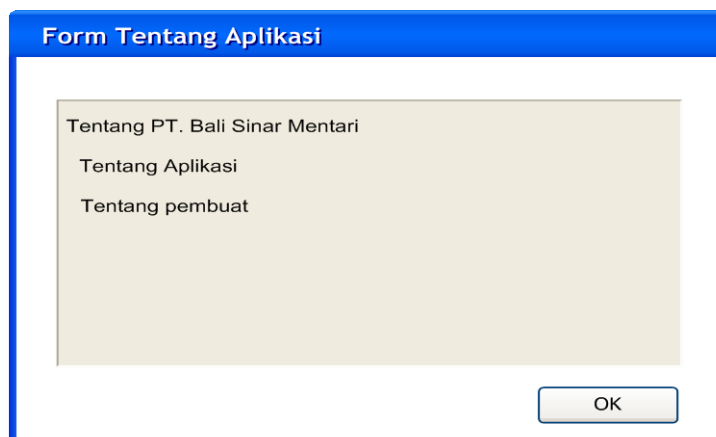 Form Tentang Aplikasi
Tentang PT. Bali Sinar Mentari
Tentang Aplikasi
Tentang pembuat
OK